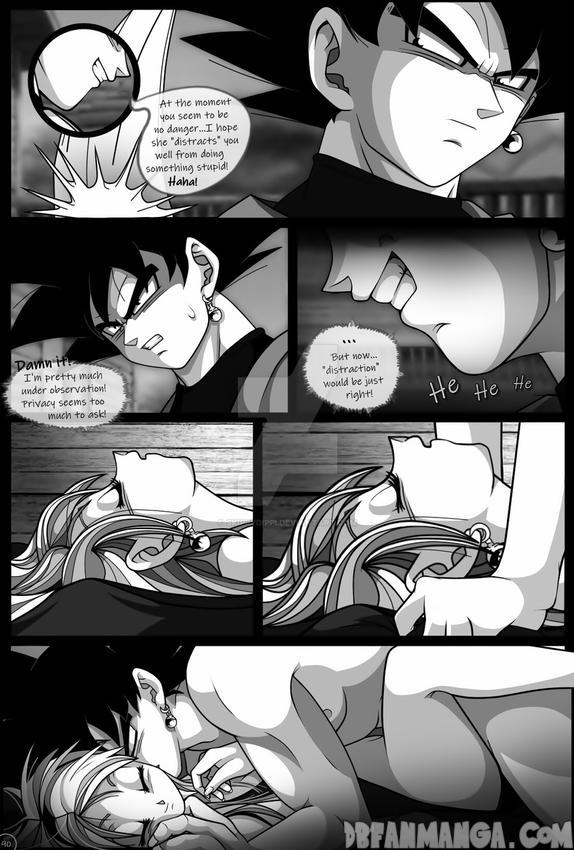 At the moment
you seem to be
no danger...I hope
she "distracts" you
well from doing
something stupid!
Haha!
Damn it!
I'm pretty much
under observation!
Privacy seems too
much to ask!
...
But now...
"distraction"
would be just
right!
He He He
90
DBFANMANGA.COM